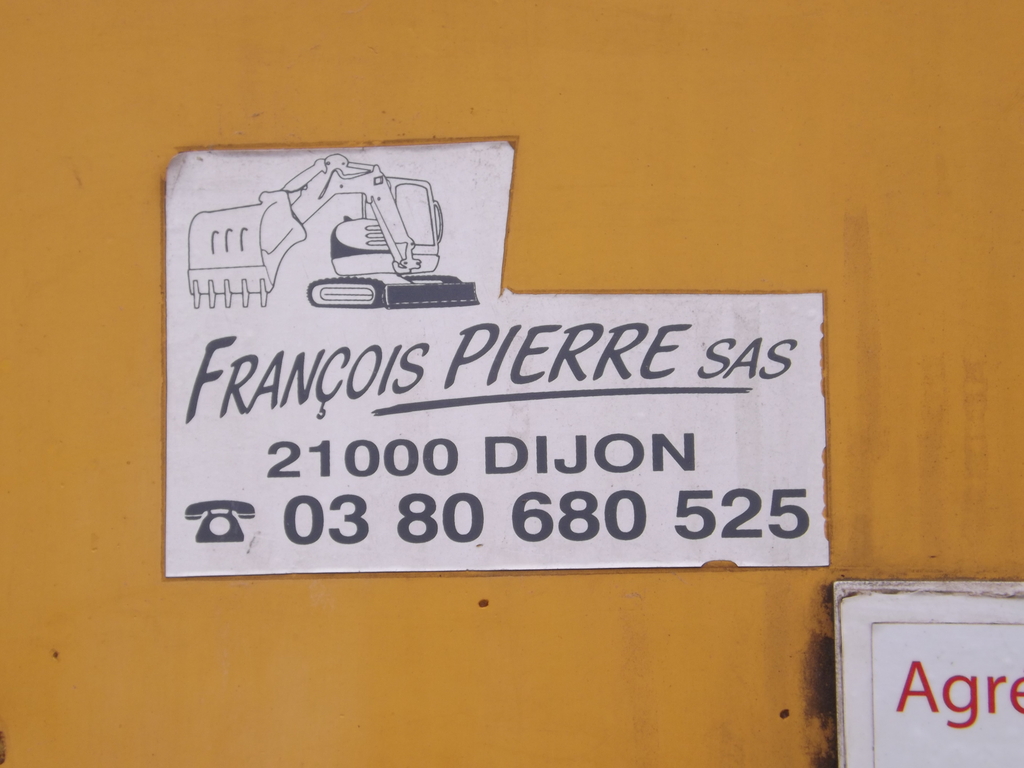 FRANÇOIS PIERRE SAS
21000 DIJON
☎ 03 80 680 525
Agre